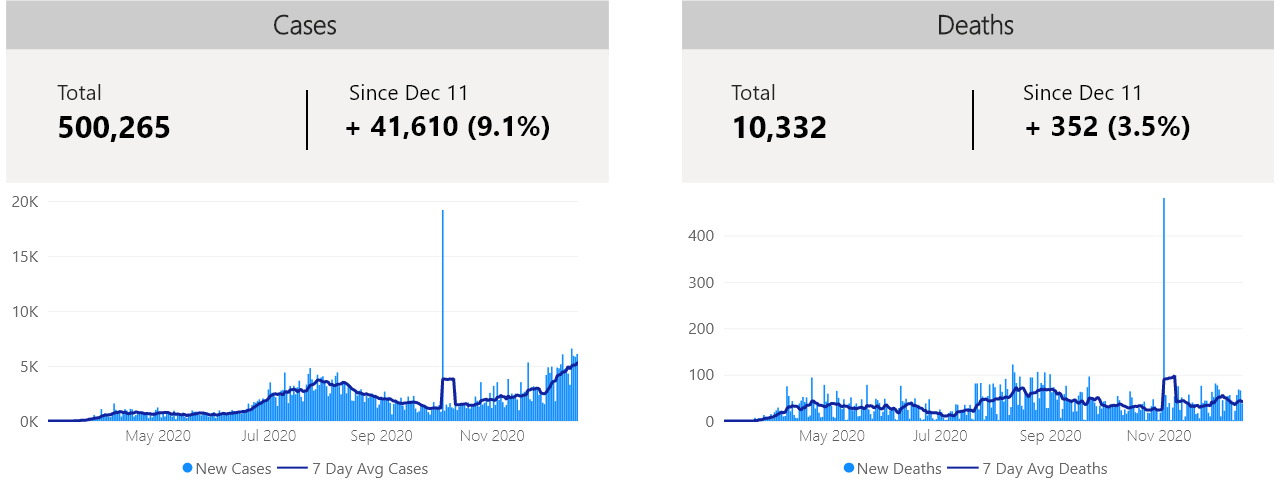 Cases
Total
500,265
Since Dec 11
+ 41,610 (9.1%)
20K
15K
10K
5K
0K
May 2020
Jul 2020
Sep 2020
Nov 2020
New Cases
7 Day Avg Cases
Deaths
Total
10,332
Since Dec 11
+ 352 (3.5%)
400
300
200
100
0
May 2020
Jul 2020
Sep 2020
Nov 2020
New Deaths
7 Day Avg Deaths